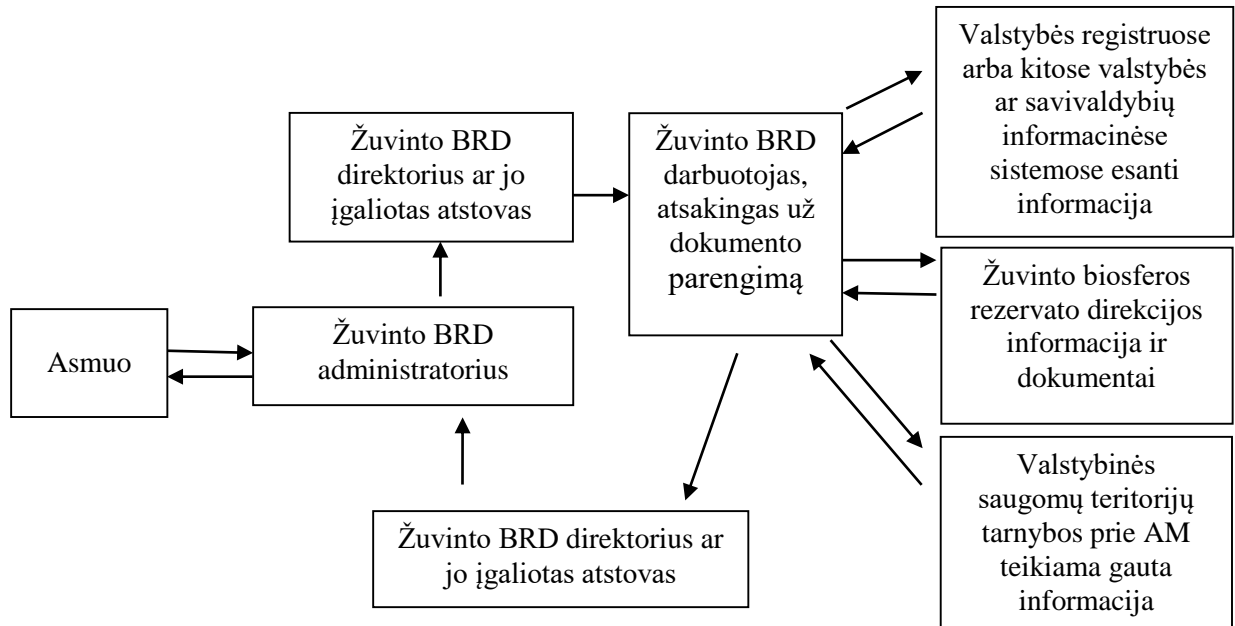 Asmuo
Žuvinto BRD
administratorius
Žuvinto BRD
direktorius ar jo
įgaliotas atstovas
Žuvinto BRD
darbuotojas,
atsakingas už
dokumento
parengimą
Valstybės registruose
arba kitose valstybės
ar savivaldybių
informacinėse
sistemose esanti
informacija
Žuvinto biosferos
rezervato direkcijos
informacija ir
dokumentai
Valstybinės
saugomų teritorijų
tarnybos prie AM
teikiama gauta
informacija
Žuvinto BRD direktorius ar
jo įgaliotas atstovas